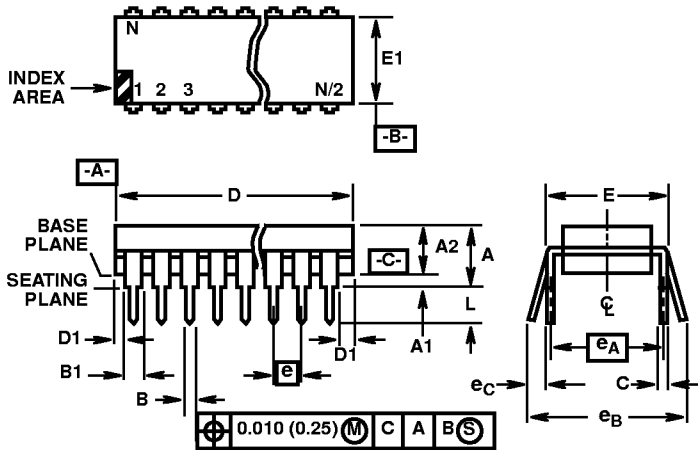 N
E1
INDEX
AREA
1 2 3 N/2
-B-
-A-
D
E
BASE
PLANE
A2
A
-C-
SEATING
PLANE
L
C
L
D1
D1
A1
eA
B1
e
eC
C
B
eB
0.010 (0.25) M C A B S